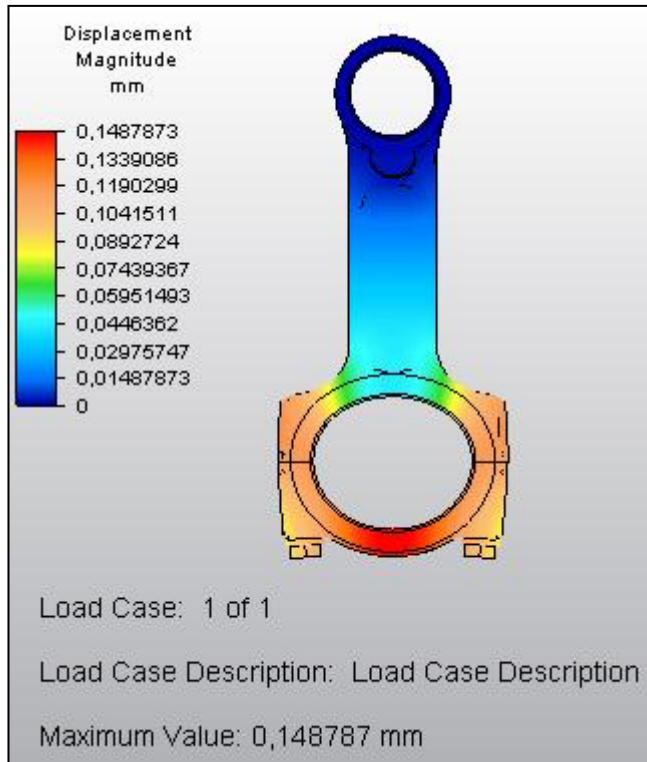 Displacement
Magnitude
mm
0,1487873
0,1339086
0,1190299
0,1041511
0,0892724
0,07439367
0,05951493
0,0446362
0,02975747
0,01487873
0
Load Case: 1 of 1
Load Case Description: Load Case Description
Maximum Value: 0,148787 mm